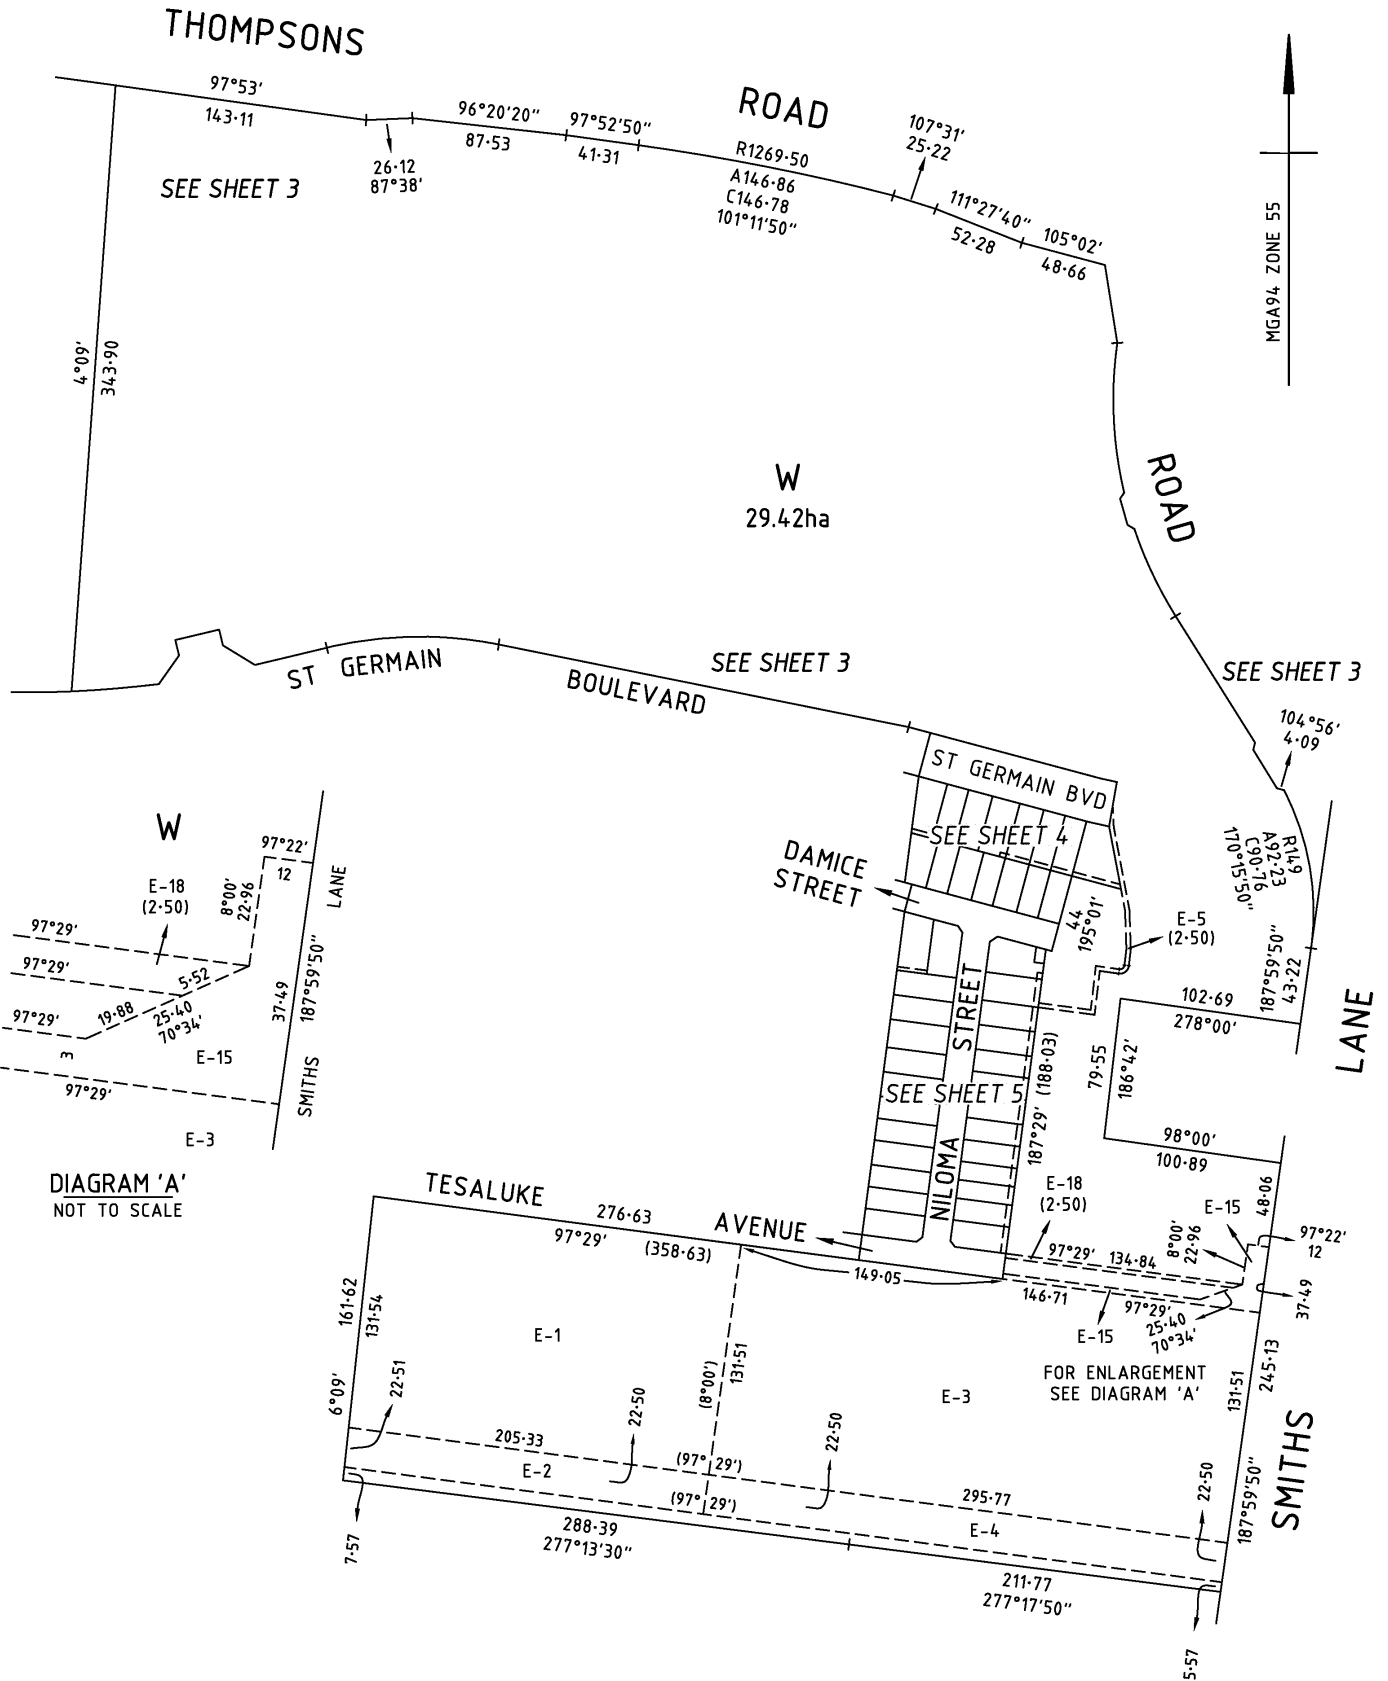 THOMPSONS
ROAD
97°53'
143·11
26·12
87°38'
96°20'20"
87·53
97°52'50"
41·31
R1269·50
A146·86
C146·78
101°11'50"
107°31'
25·22
111°27'40"
52·28
105°02'
48·66
SEE SHEET 3
MGA94 ZONE 55
4°09'
343·90
W
29.42ha
ROAD
SEE SHEET 3
SEE SHEET 3
ST GERMAIN
BOULEVARD
104°56'
4·09
ST GERMAIN BVD
SEE SHEET 4
DAMICE
STREET
R149
A92·23
C90·76
170°15'50"
44
195°01'
E-5
(2·50)
187°59'50"
43·22
102·69
278°00'
79·55
186°42'
98°00'
100·89
LANE
STREET
SEE SHEET 5
NILOMA
187°29' (188·03)
W
97°22'
12
E-18
(2·50)
8°00'
22·96
LANE
97°29'
97°29'
5·52
97°29'
19·88
25·40
70°34'
37·49
187°59'50"
3
E-15
97°29'
SMITHS
E-3
DIAGRAM 'A'
NOT TO SCALE
TESALUKE
AVENUE
276·63
97°29'
(358·63)
149·05
E-18
(2·50)
97°29'
134·84
8°00'
22·96
E-15
48·06
97°22'
12
37·49
146·71
97°29'
25·40
70°34'
E-15
FOR ENLARGEMENT
SEE DIAGRAM 'A'
161·62
131·54
6°09'
22·51
E-1
(8°00')
131·51
E-3
131·51
245·13
187°59'50"
SMITHS
205·33
22·50
(97°29')
22·50
E-2
(97°29')
295·77
E-4
22·50
7·57
288·39
277°13'30"
211·77
277°17'50"
5·57